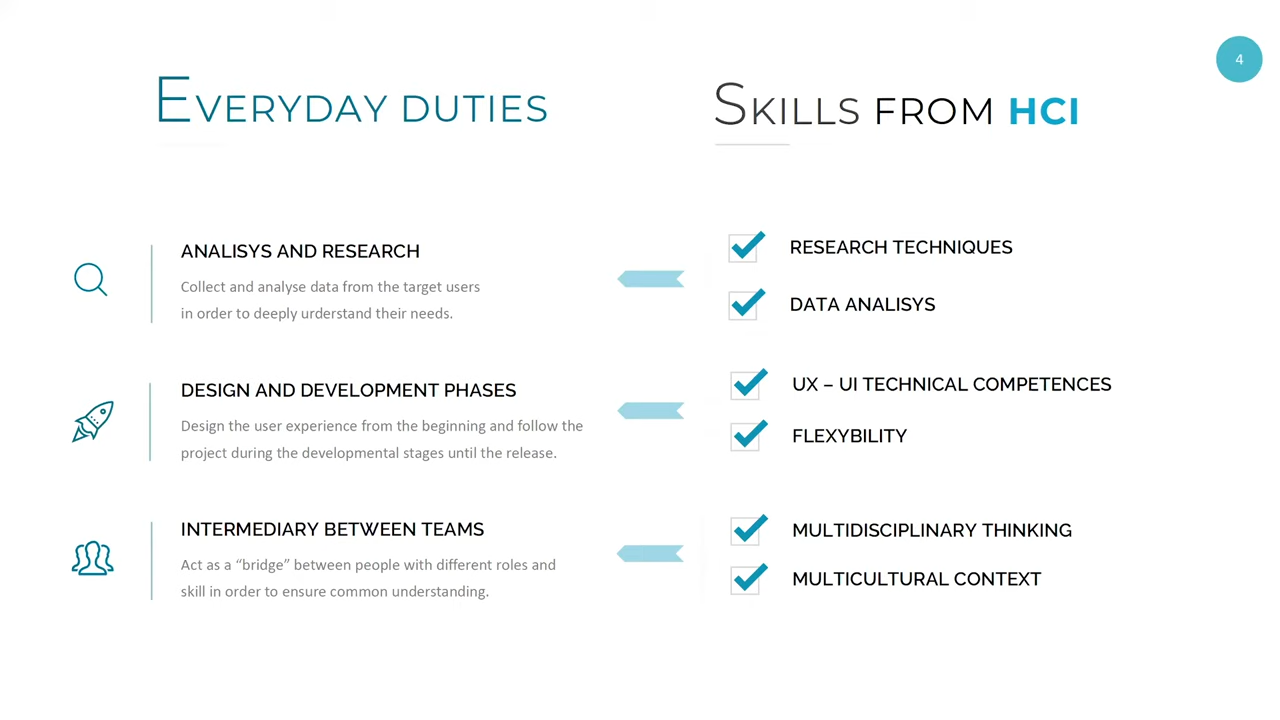 4
EVERYDAY DUTIES
ANALISYS AND RESEARCH
Collect and analyse data from the target users
in order to deeply understand their needs.
DESIGN AND DEVELOPMENT PHASES
Design the user experience from the beginning and follow the
project during the developmental stages until the release.
INTERMEDIARY BETWEEN TEAMS
Act as a “bridge” between people with different roles and
skill in order to ensure common understanding.
SKILLS FROM HCI
RESEARCH TECHNIQUES
DATA ANALISYS
UX – UI TECHNICAL COMPETENCES
FLEXYBILITY
MULTIDISCIPLINARY THINKING
MULTICULTURAL CONTEXT